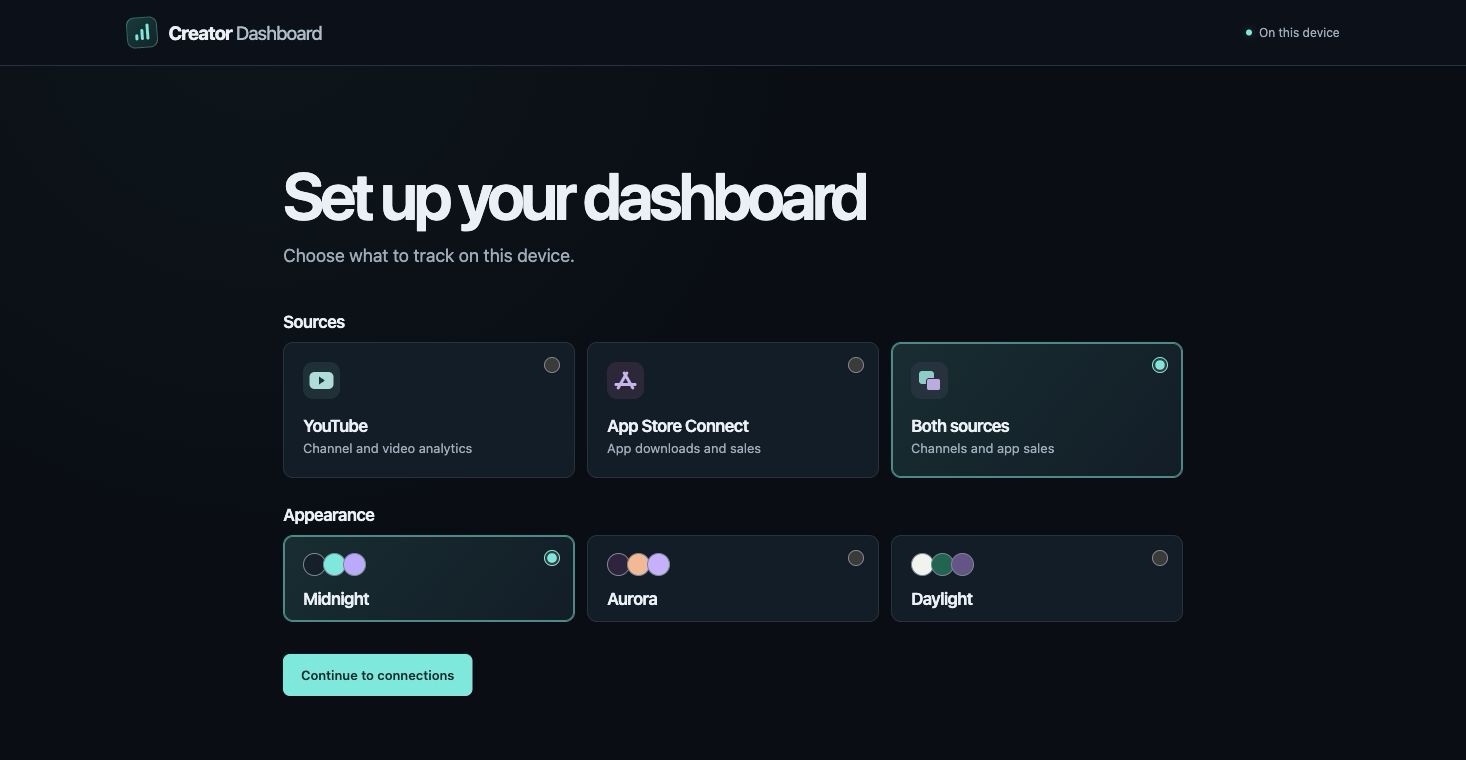 Creator Dashboard
On this device
Set up your dashboard
Choose what to track on this device.
Sources
YouTube
Channel and video analytics
App Store Connect
App downloads and sales
Both sources
Channels and app sales
Appearance
Midnight
Aurora
Daylight
Continue to connections